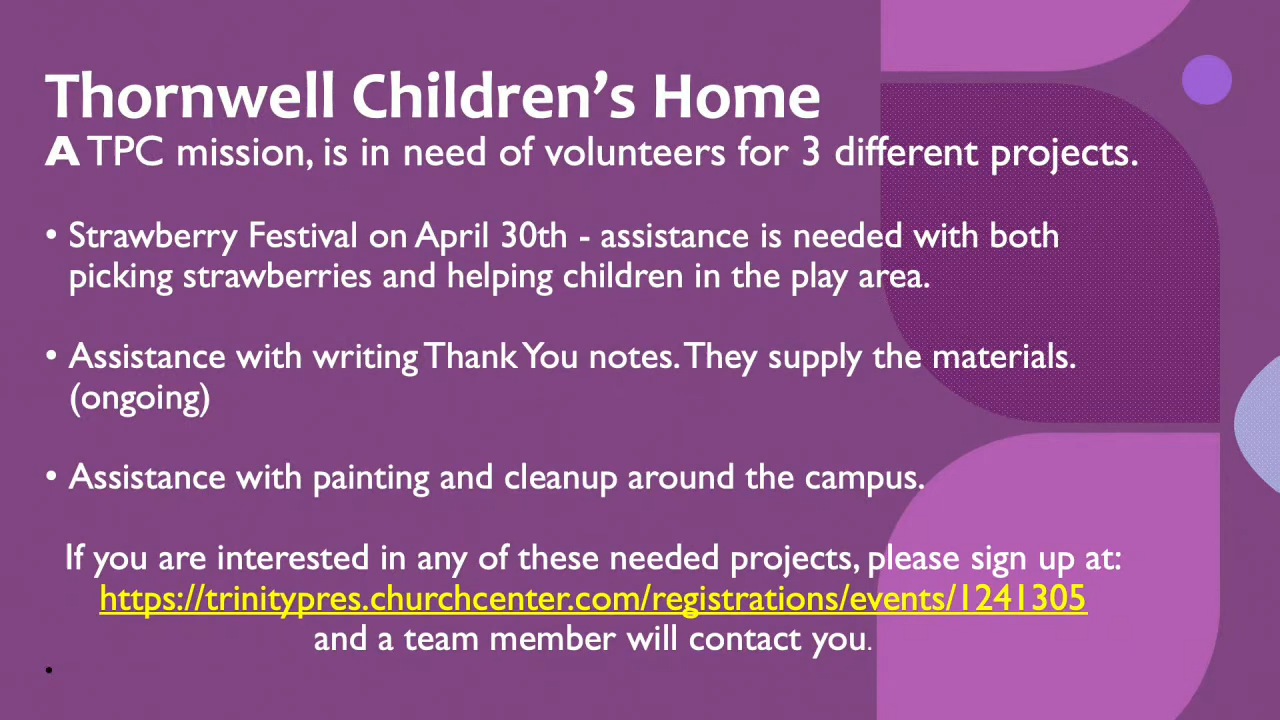 Thornwell Children’s Home
A TPC mission, is in need of volunteers for 3 different projects.
• Strawberry Festival on April 30th - assistance is needed with both
picking strawberries and helping children in the play area.
• Assistance with writing Thank You notes. They supply the materials.
(ongoing)
• Assistance with painting and cleanup around the campus.
If you are interested in any of these needed projects, please sign up at:
https://trinitypres.churchcenter.com/registrations/events/1241305
and a team member will contact you.
•